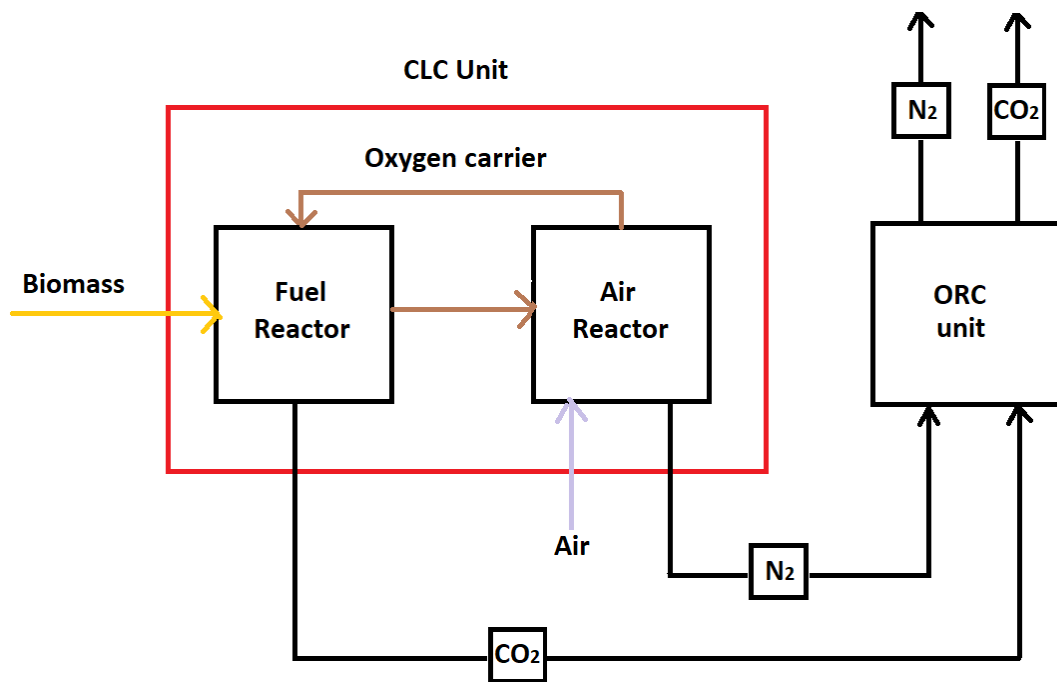 CLC Unit
N2
CO2
Oxygen carrier
Biomass
Fuel
Reactor
Air
Reactor
ORC
unit
Air
N2
CO2